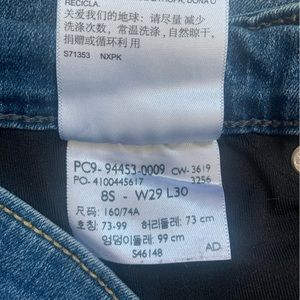 RECICLA.
关爱我们的地球: 请尽量 减少
洗涤次数, 常温洗涤, 自然晾干,
捐赠或循环利 用
S71353 NXPK
PC9-94453-0009 CW-3619
PO-4100445617 3256
8S - W29 L30
尺码: 160/74A
호칭: 73-99 허리둘레: 73 cm
엉덩이둘레: 99 cm
S46148 AD